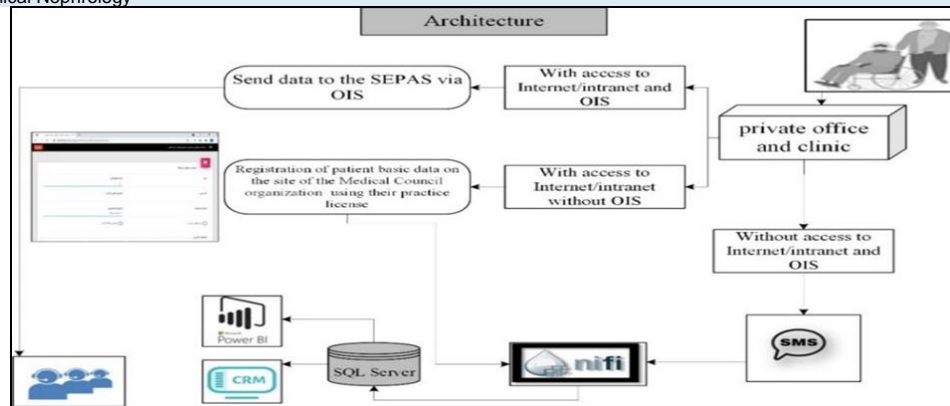 ical Nephrology
Architecture
Send data to the SEPAS via
OIS
With access to
Internet/intranet and
OIS
private office
and clinic
Registration of patient basic data on
the site of the Medical Council
organization using their practice
license
With access to
Internet/intranet
without OIS
Without access to
Internet/intranet and
OIS
Microsoft
Power BI
SQL Server
CRM
nifi
SMS